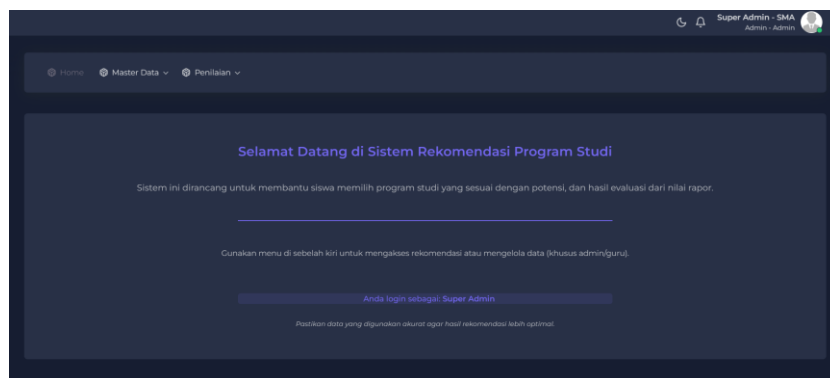 Super Admin - SMA
Admin - Admin
Home Master Data Penilaian
Selamat Datang di Sistem Rekomendasi Program Studi
Sistem ini dirancang untuk membantu siswa memilih program studi yang sesuai dengan potensi, dan hasil evaluasi dari nilai rapor.
Gunakan menu di sebelah kiri untuk mengakses rekomendasi atau mengelola data (khusus admin/guru).
Anda login sebagai: Super Admin
Pastikan data yang digunakan akurat agar hasil rekomendasi lebih optimal.